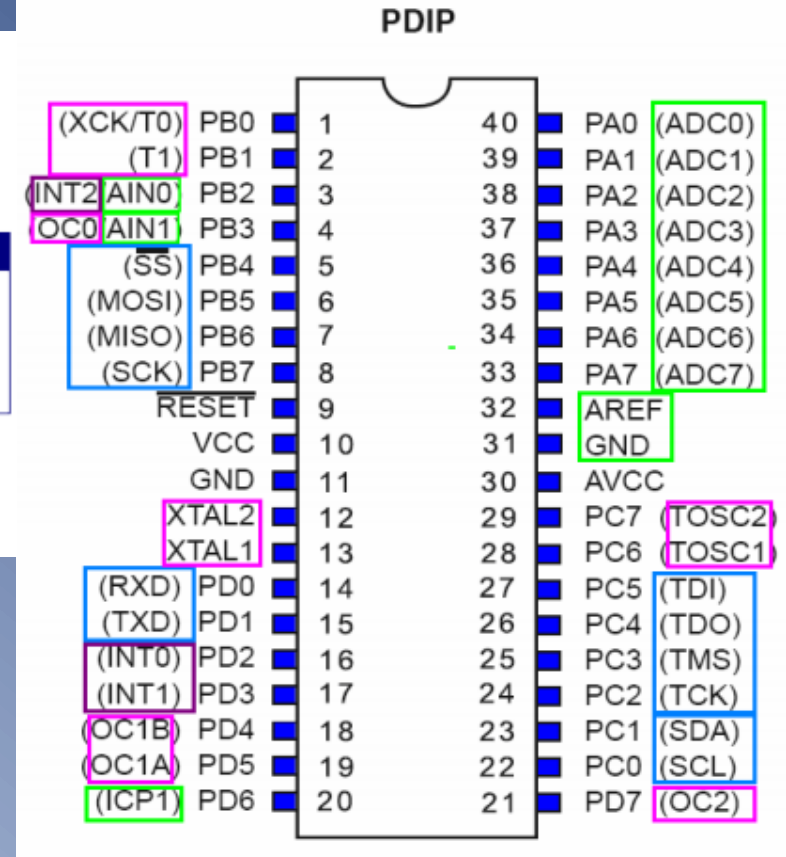 PDIP
(XCK/T0) PB0 1 40 PA0 (ADC0)
(T1) PB1 2 39 PA1 (ADC1)
(INT2/AIN0) PB2 3 38 PA2 (ADC2)
(OC0/AIN1) PB3 4 37 PA3 (ADC3)
(SS) PB4 5 36 PA4 (ADC4)
(MOSI) PB5 6 35 PA5 (ADC5)
(MISO) PB6 7 34 PA6 (ADC6)
(SCK) PB7 8 33 PA7 (ADC7)
RESET 9 32 AREF
VCC 10 31 GND
GND 11 30 AVCC
XTAL2 12 29 PC7 (TOSC2)
XTAL1 13 28 PC6 (TOSC1)
(RXD) PD0 14 27 PC5 (TDI)
(TXD) PD1 15 26 PC4 (TDO)
(INT0) PD2 16 25 PC3 (TMS)
(INT1) PD3 17 24 PC2 (TCK)
(OC1B) PD4 18 23 PC1 (SDA)
(OC1A) PD5 19 22 PC0 (SCL)
(ICP1) PD6 20 21 PD7 (OC2)